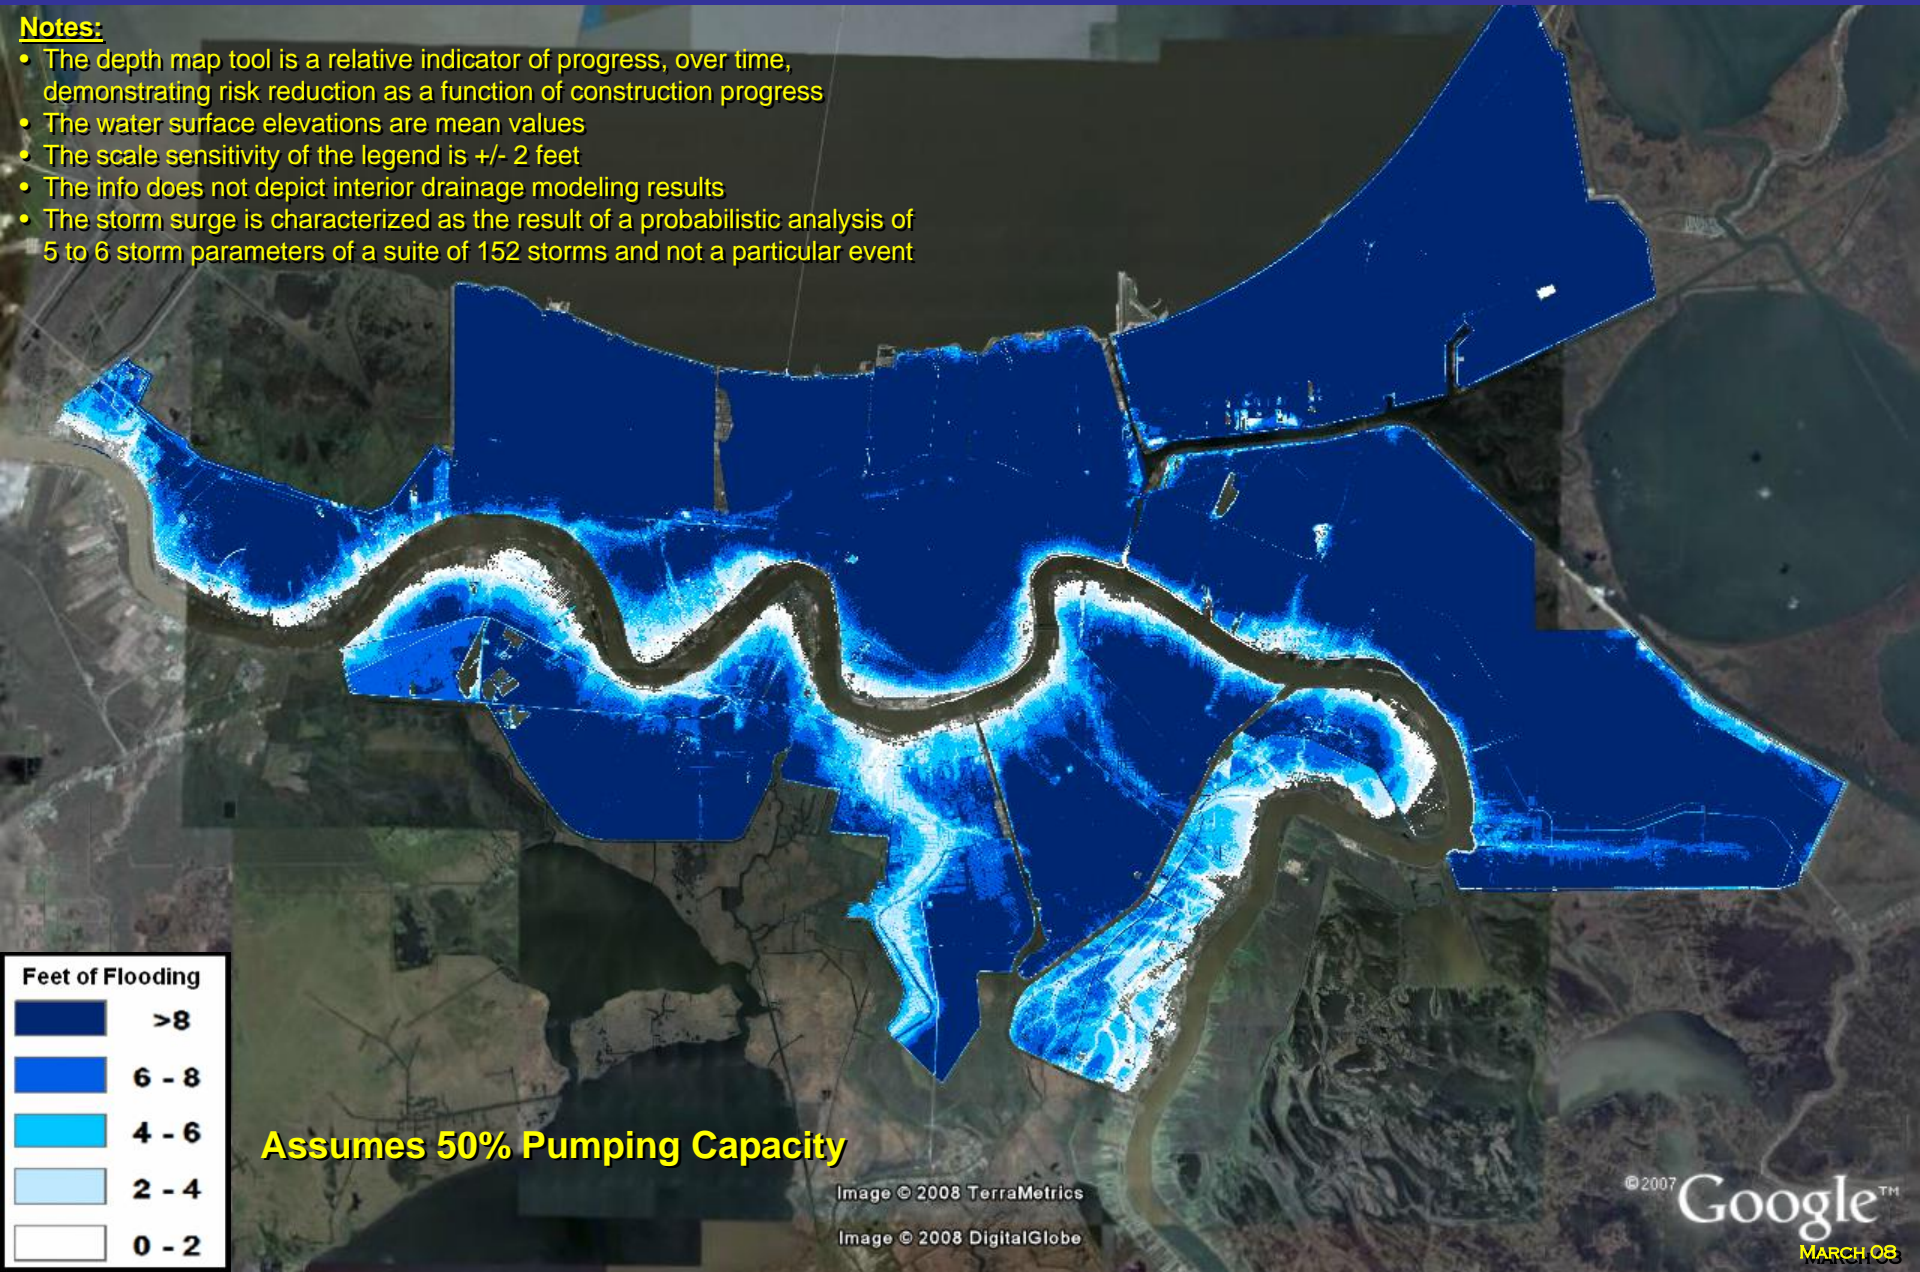 Notes:
• The depth map tool is a relative indicator of progress, over time,
demonstrating risk reduction as a function of construction progress
• The water surface elevations are mean values
• The scale sensitivity of the legend is +/- 2 feet
• The info does not depict interior drainage modeling results
• The storm surge is characterized as the result of a probabilistic analysis of
5 to 6 storm parameters of a suite of 152 storms and not a particular event
Feet of Flooding
>8
6 - 8
4 - 6
2 - 4
0 - 2
Assumes 50% Pumping Capacity
Image © 2008 TerraMetrics
Image © 2008 DigitalGlobe
©2007 Google™
MARCH 08